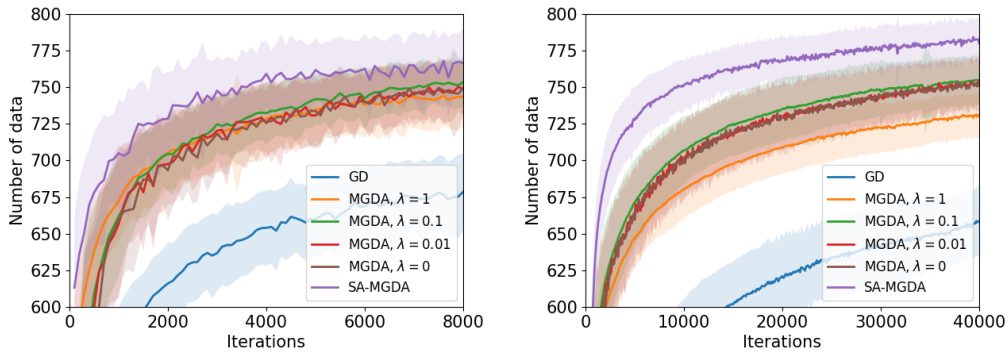 800
775
750
725
700
675
650
625
600
Number of data
0
2000
4000
6000
8000
Iterations
GD
MGDA, λ = 1
MGDA, λ = 0.1
MGDA, λ = 0.01
MGDA, λ = 0
SA-MGDA
800
775
750
725
700
675
650
625
600
Number of data
0
10000
20000
30000
40000
Iterations
GD
MGDA, λ = 1
MGDA, λ = 0.1
MGDA, λ = 0.01
MGDA, λ = 0
SA-MGDA